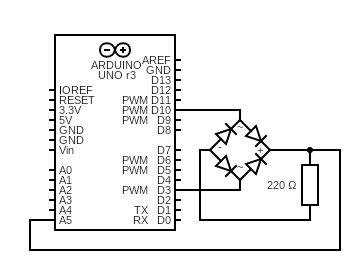 ARDUINO
UNO r3
AREF
GND
D13
IOREF D12
RESET PWM D11
3.3V PWM D10
5V PWM D9
GND D8
GND
Vin D7
PWM D6
A0 PWM D5
A1 D4
A2 PWM D3
A3 D2
A4 TX D1
A5 RX D0
~
- +
~
220 Ω